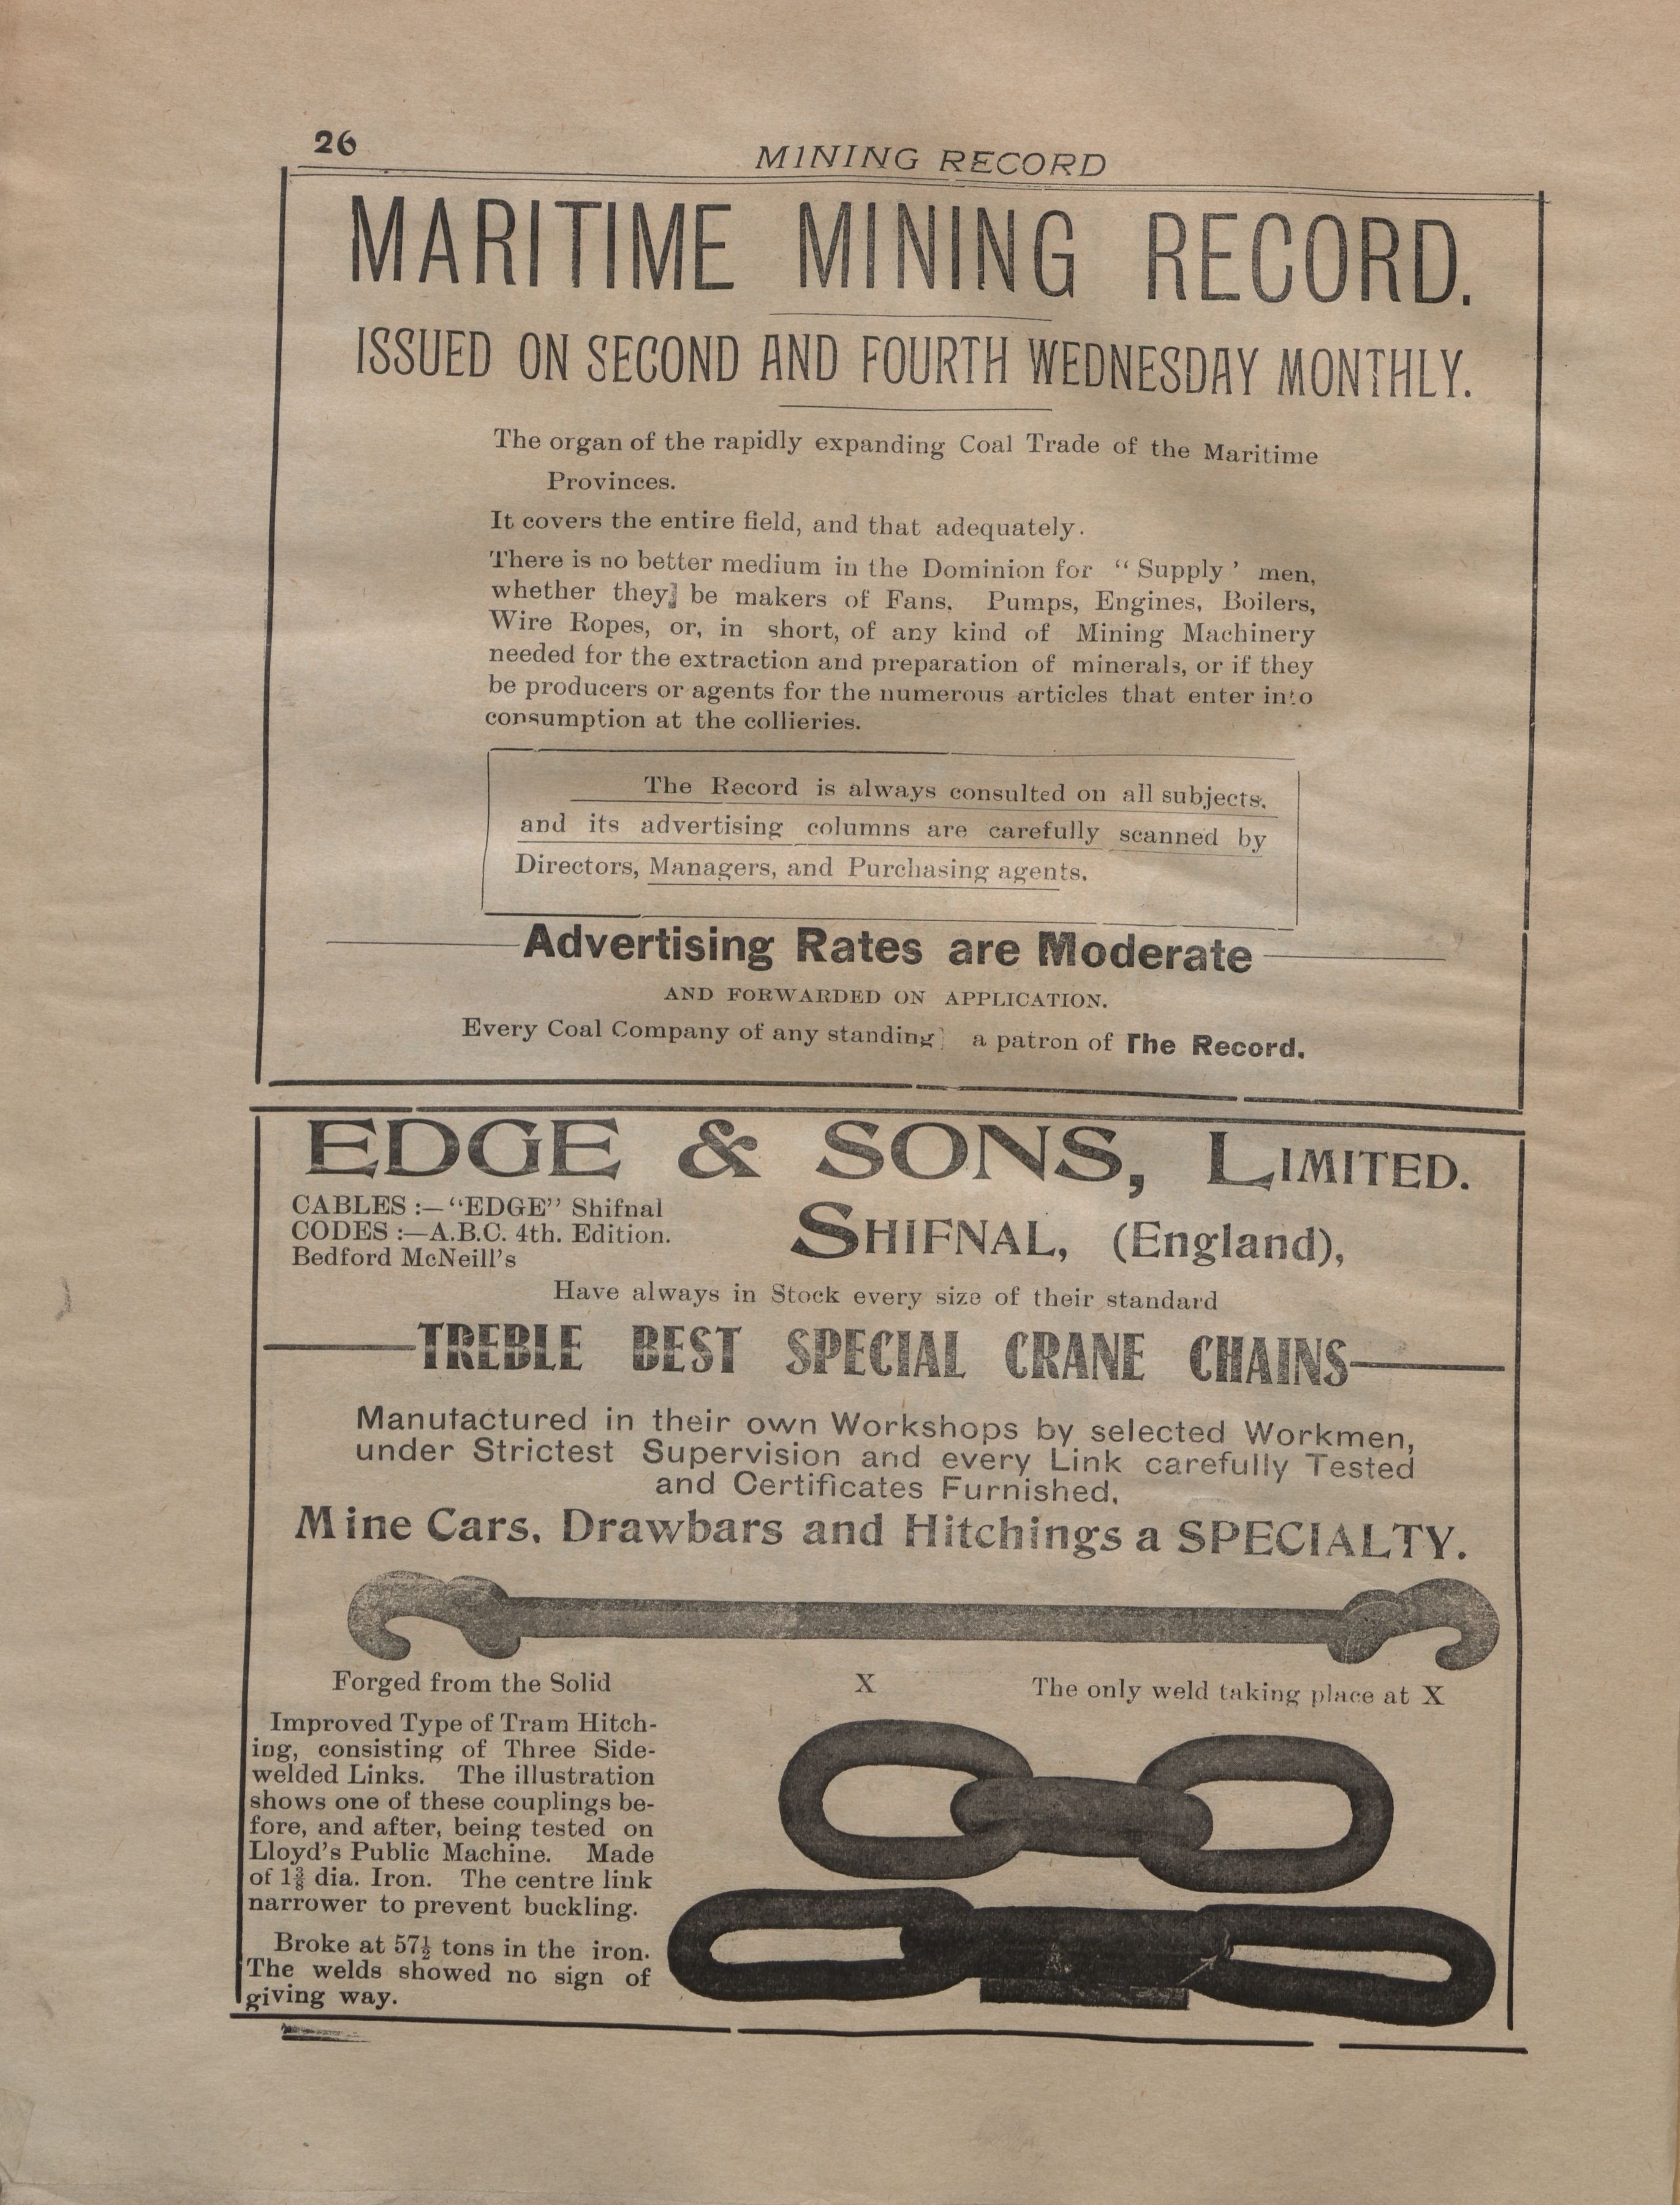 26
MINING RECORD
MARITIME MINING RECORD.
ISSUED ON SECOND AND FOURTH WEDNESDAY MONTHLY.
The organ of the rapidly expanding Coal Trade of the Maritime
Provinces.
It covers the entire field, and that adequately.
There is no better medium in the Dominion for “ Supply ’ men,
whether they] be makers of Fans. Pumps, Engines, Boilers,
Wire Ropes, or, in short, of any kind of Mining Machinery
needed for the extraction and preparation of minerals, or if they
be producers or agents for the numerous articles that enter into
consumption at the collieries.
The Record is always consulted on all subjects.
and its advertising columns are carefully scanned by
Directors, Managers, and Purchasing agents.
Advertising Rates are Moderate
AND FORWARDED ON APPLICATION.
Every Coal Company of any standing] a patron of The Record.
EDGE & SONS, LIMITED.
CABLES :—“EDGE” Shifnal
CODES :—A.B.C. 4th. Edition.
Bedford McNeill's
SHIFNAL, (England),
Have always in Stock every size of their standard
TREBLE BEST SPECIAL CRANE CHAINS
Manufactured in their own Workshops by selected Workmen,
under Strictest Supervision and every Link carefully Tested
and Certificates Furnished.
Mine Cars. Drawbars and Hitchings a SPECIALTY.
Forged from the Solid X The only weld taking place at X
Improved Type of Tram Hitch-
ing, consisting of Three Side-
welded Links. The illustration
shows one of these couplings be-
fore, and after, being tested on
Lloyd's Public Machine. Made
of 1⅜ dia. Iron. The centre link
narrower to prevent buckling.
Broke at 57½ tons in the iron.
The welds showed no sign of
giving way.